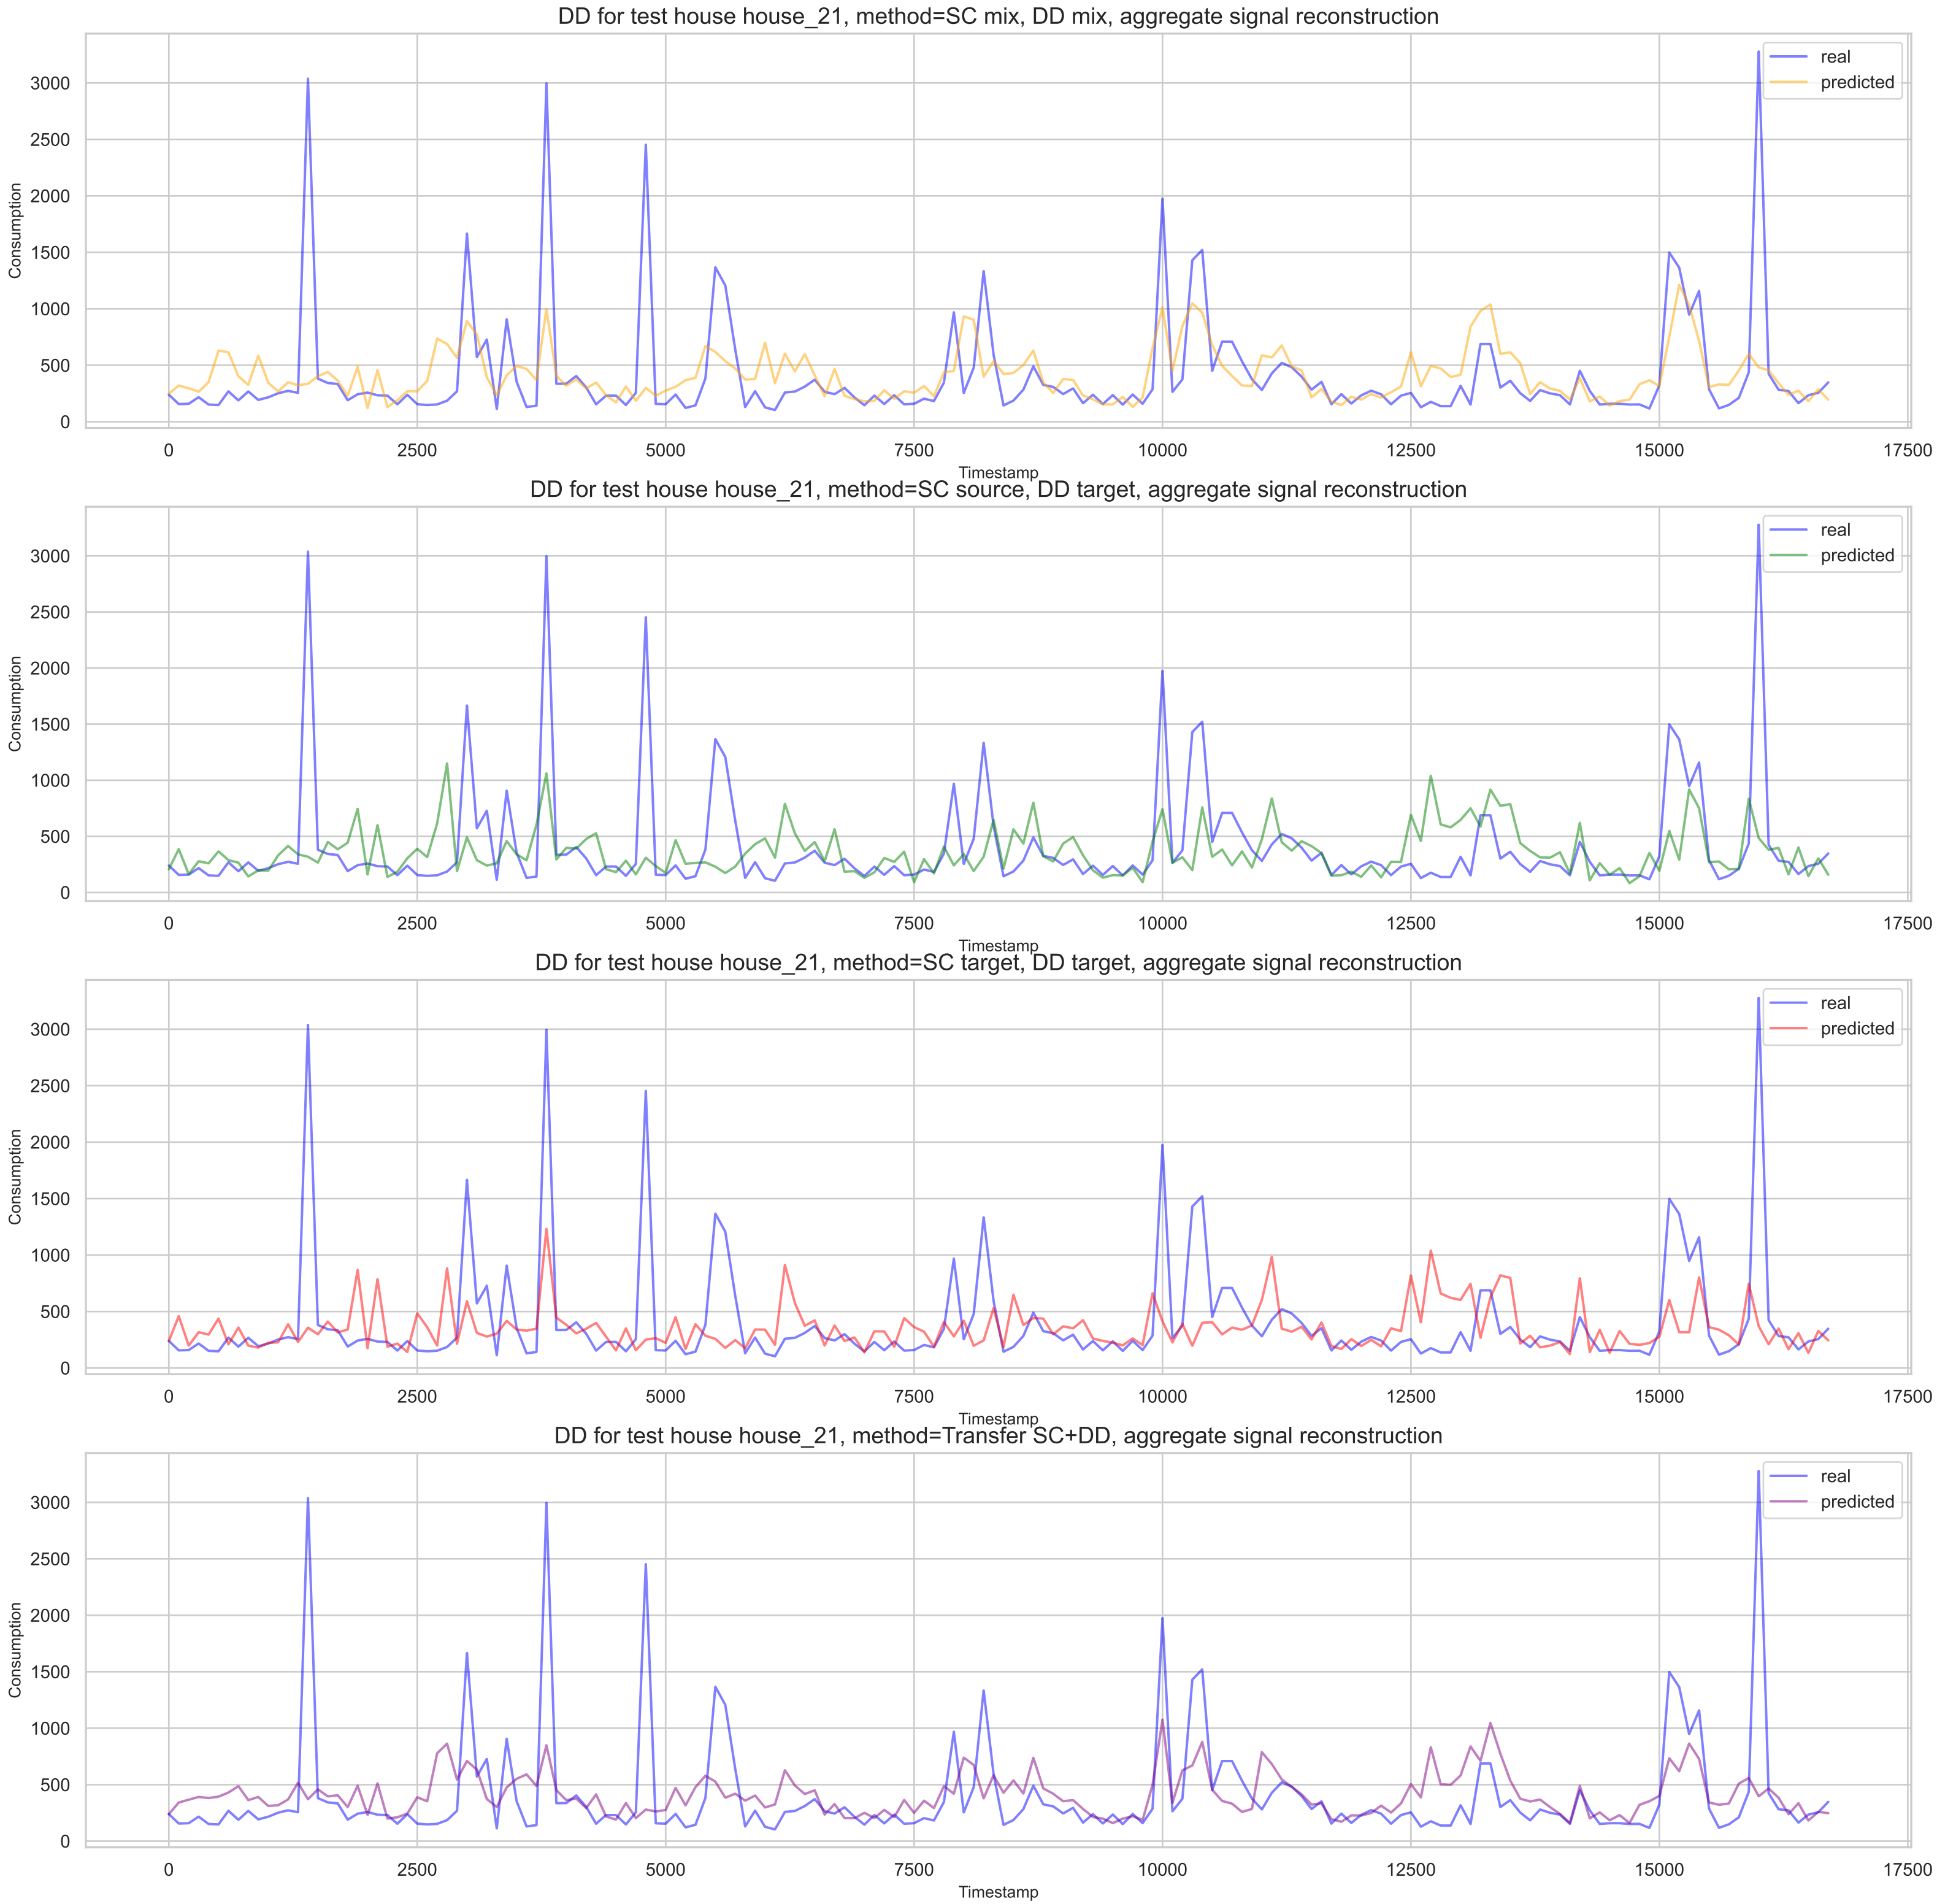 DD for test house house_21, method=SC mix, DD mix, aggregate signal reconstruction
real
predicted
Consumption
3000
2500
2000
1500
1000
500
0
0 2500 5000 7500 10000 12500 15000 17500
Timestamp
DD for test house house_21, method=SC source, DD target, aggregate signal reconstruction
real
predicted
Consumption
3000
2500
2000
1500
1000
500
0
0 2500 5000 7500 10000 12500 15000 17500
Timestamp
DD for test house house_21, method=SC target, DD target, aggregate signal reconstruction
real
predicted
Consumption
3000
2500
2000
1500
1000
500
0
0 2500 5000 7500 10000 12500 15000 17500
Timestamp
DD for test house house_21, method=Transfer SC+DD, aggregate signal reconstruction
real
predicted
Consumption
3000
2500
2000
1500
1000
500
0
0 2500 5000 7500 10000 12500 15000 17500
Timestamp